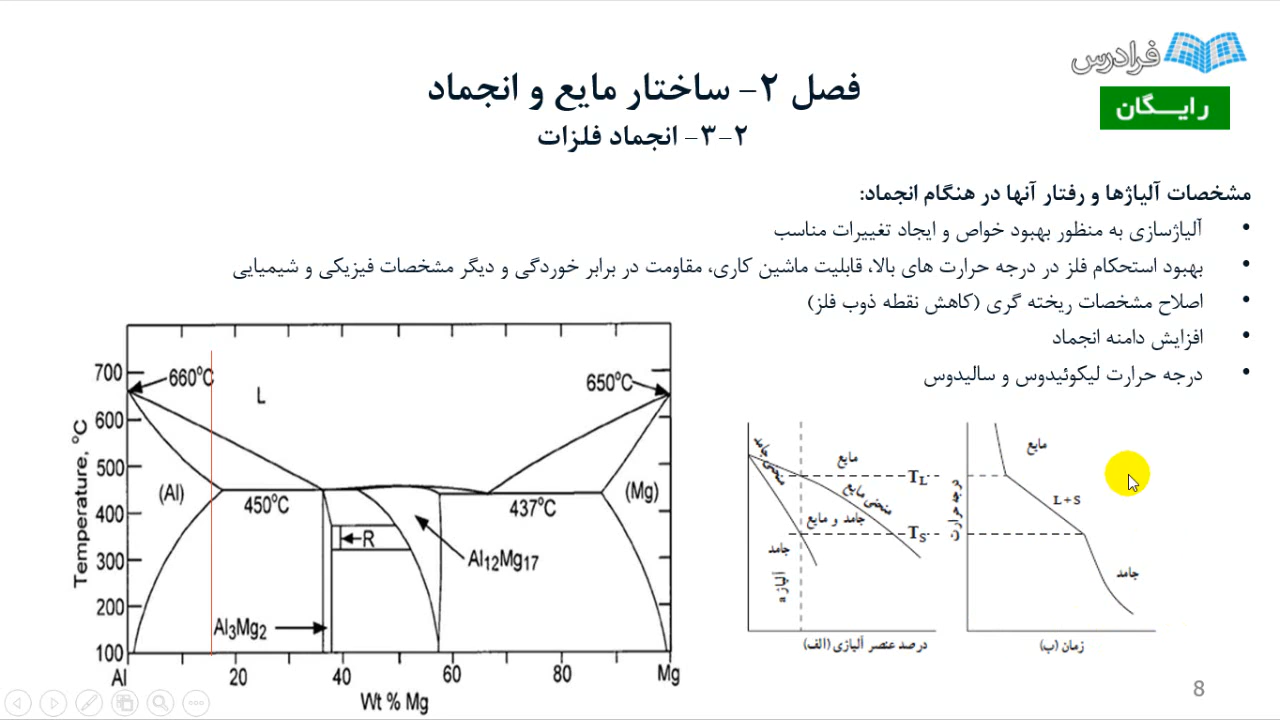 فرادرس
رایــگان
فصل ۲- ساختار مایع و انجماد
۲-۳- انجماد فلزات
مشخصات آلیاژها و رفتار آنها در هنگام انجماد:
• آلیاژسازی به منظور بهبود خواص و ایجاد تغییرات مناسب
• بهبود استحکام فلز در درجه حرارت های بالا، قابلیت ماشین کاری، مقاومت در برابر خوردگی و دیگر مشخصات فیزیکی و شیمیایی
• اصلاح مشخصات ریخته گری (کاهش نقطه ذوب فلز)
• افزایش دامنه انجماد
• درجه حرارت لیکوئیدوس و سالیدوس
Temperature, °C
700
600
500
400
300
200
100
660°C
L
650°C
(Al)
450°C
437°C
(Mg)
R
Al12Mg17
Al3Mg2
Al
20
40
60
80
Mg
Wt % Mg
مایع
منحنی جامد
TL
منحنی مایع
جامد و مایع
TS
جامد
آلیاژ a
درصد عنصر آلیاژی (الف)
درجه حرارت
مایع
L+S
جامد
زمان (ب)
8